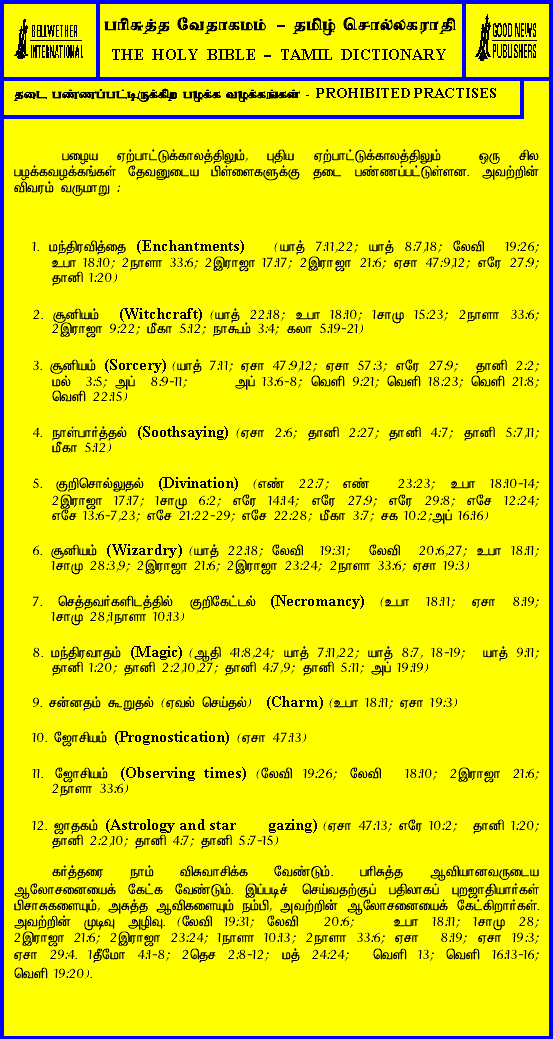 BELLWETHER
INTERNATIONAL
பரிசுத்த வேதாகமம் – தமிழ் சொல்லகராதி
THE HOLY BIBLE – TAMIL DICTIONARY
GOOD NEWS
PUBLISHERS
தடை பண்ணப்பட்டிருக்கிற பழக்க வழக்கங்கள் - PROHIBITED PRACTISES
பழைய ஏற்பாட்டுக்காலத்திலும், புதிய ஏற்பாட்டுக்காலத்திலும் ஒரு சில
பழக்கவழக்கங்கள் தேவனுடைய பிள்ளைகளுக்கு தடை பண்ணப்பட்டுள்ளன. அவற்றின்
விவரம் வருமாறு :
1. மந்திரவித்தை (Enchantments) (யாத் 7:11,22; யாத் 8:7,18; லேவி 19:26;
உபா 18:10; 2நாளா 33:6; 2இராஜா 17:17; 2இராஜா 21:6; ஏசா 47:9,12; எரே 27:9;
தானி 1:20)
2. சூனியம் (Witchcraft) (யாத் 22:18; உபா 18:10; 1சாமு 15:23; 2நாளா 33:6;
2இராஜா 9:22; மீகா 5:12; நாகூம் 3:4; கலா 5:19-21)
3. சூனியம் (Sorcery) (யாத் 7:11; ஏசா 47:9,12; ஏசா 57:3; எரே 27:9; தானி 2:2;
மல் 3:5; அப் 8:9-11; அப் 13:6-8; வெளி 9:21; வெளி 18:23; வெளி 21:8;
வெளி 22:15)
4. நாள்பார்த்தல் (Soothsaying) (ஏசா 2:6; தானி 2:27; தானி 4:7; தானி 5:7,11;
மீகா 5:12)
5. குறிசொல்லுதல் (Divination) (எண் 22:7; எண் 23:23; உபா 18:10-14;
2இராஜா 17:17; 1சாமு 6:2; எரே 14:14; எரே 27:9; எரே 29:8; எசே 12:24;
எசே 13:6-7,23; எசே 21:22-29; எசே 22:28; மீகா 3:7; சக 10:2;அப் 16:16)
6. சூனியம் (Wizardry) (யாத் 22:18; லேவி 19:31; லேவி 20:6,27; உபா 18:11;
1சாமு 28:3,9; 2இராஜா 21:6; 2இராஜா 23:24; 2நாளா 33:6; ஏசா 19:3)
7. செத்தவர்களிடத்தில் குறிகேட்டல் (Necromancy) (உபா 18:11; ஏசா 8:19;
1சாமு 28;1நாளா 10:13)
8. மந்திரவாதம் (Magic) (ஆதி 41:8,24; யாத் 7:11,22; யாத் 8:7, 18-19; யாத் 9:11;
தானி 1:20; தானி 2:2,10,27; தானி 4:7,9; தானி 5:11; அப் 19:19)
9. சன்னதம் கூறுதல் (ஏவல் செய்தல்) (Charm) (உபா 18:11; ஏசா 19:3)
10. ஜோசியம் (Prognostication) (ஏசா 47:13)
11. ஜோசியம் (Observing times) (லேவி 19:26; லேவி 18:10; 2இராஜா 21:6;
2நாளா 33:6)
12. ஜாதகம் (Astrology and star gazing) (ஏசா 47:13; எரே 10:2; தானி 1:20;
தானி 2:2,10; தானி 4:7; தானி 5:7-15)
கர்த்தரை நாம் விசுவாசிக்க வேண்டும். பரிசுத்த ஆவியானவருடைய
ஆலோசனையைக் கேட்க வேண்டும். இப்படிச் செய்வதற்குப் பதிலாகப் புறஜாதியார்கள்
பிசாசுகளையும், அசுத்த ஆவிகளையும் நம்பி, அவற்றின் ஆலோசனையைக் கேட்கிறார்கள்.
அவற்றின் முடிவு அழிவு. (லேவி 19:31; லேவி 20:6; உபா 18:11; 1சாமு 28;
2இராஜா 21:6; 2இராஜா 23:24; 1நாளா 10:13; 2நாளா 33:6; ஏசா 8:19; ஏசா 19:3;
ஏசா 29:4. 1தீமோ 4:1-8; 2தெச 2:8-12; மத் 24:24; வெளி 13; வெளி 16:13-16;
வெளி 19:20).